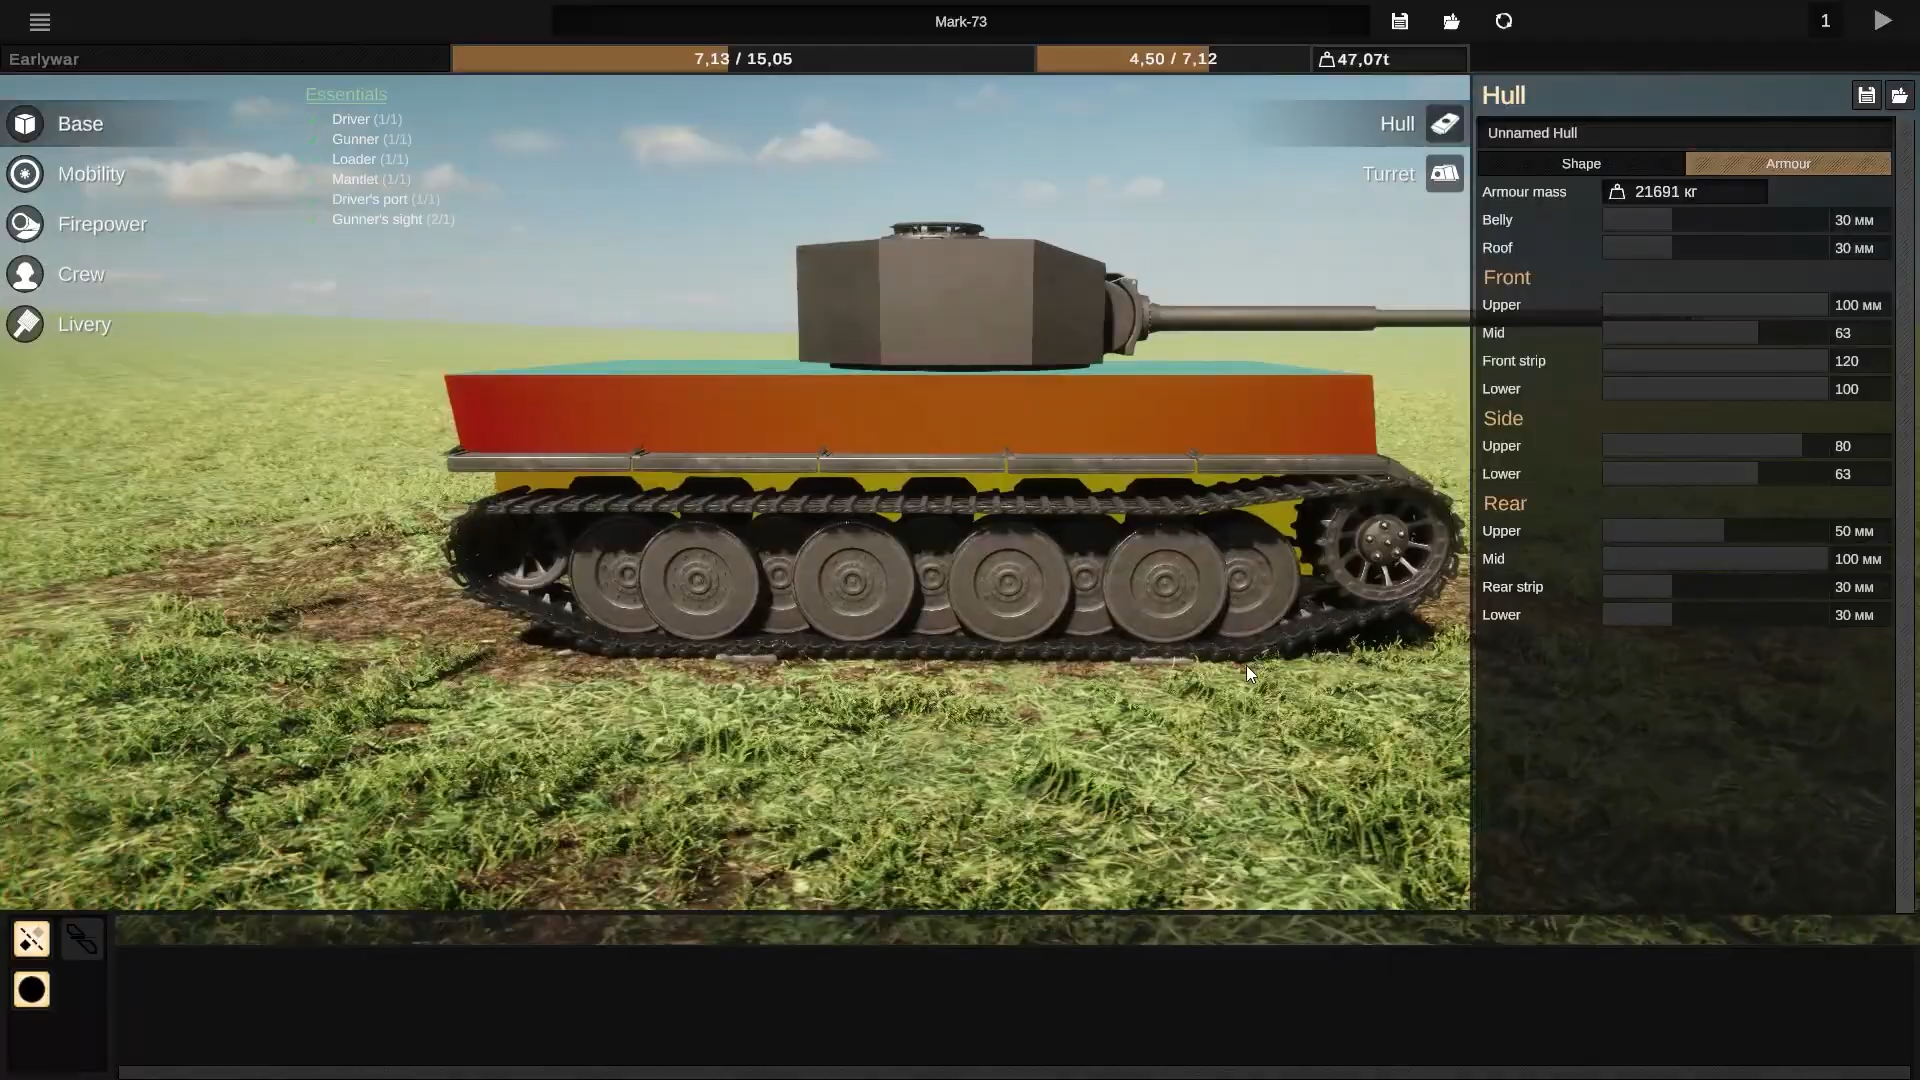 Mark-73
1
Earlywar
7,13 / 15,05
4,50 / 7,12
47,07t
Base
Mobility
Firepower
Crew
Livery
Essentials
Driver (1/1)
Gunner (1/1)
Loader (1/1)
Mantlet (1/1)
Driver's port (1/1)
Gunner's sight (2/1)
Hull
Turret
Hull
Unnamed Hull
Shape Armour
Armour mass 21691 кг
Belly 30 мм
Roof 30 мм
Front
Upper 100 мм
Mid 63
Front strip 120
Lower 100
Side
Upper 80
Lower 63
Rear
Upper 50 мм
Mid 100 мм
Rear strip 30 мм
Lower 30 мм